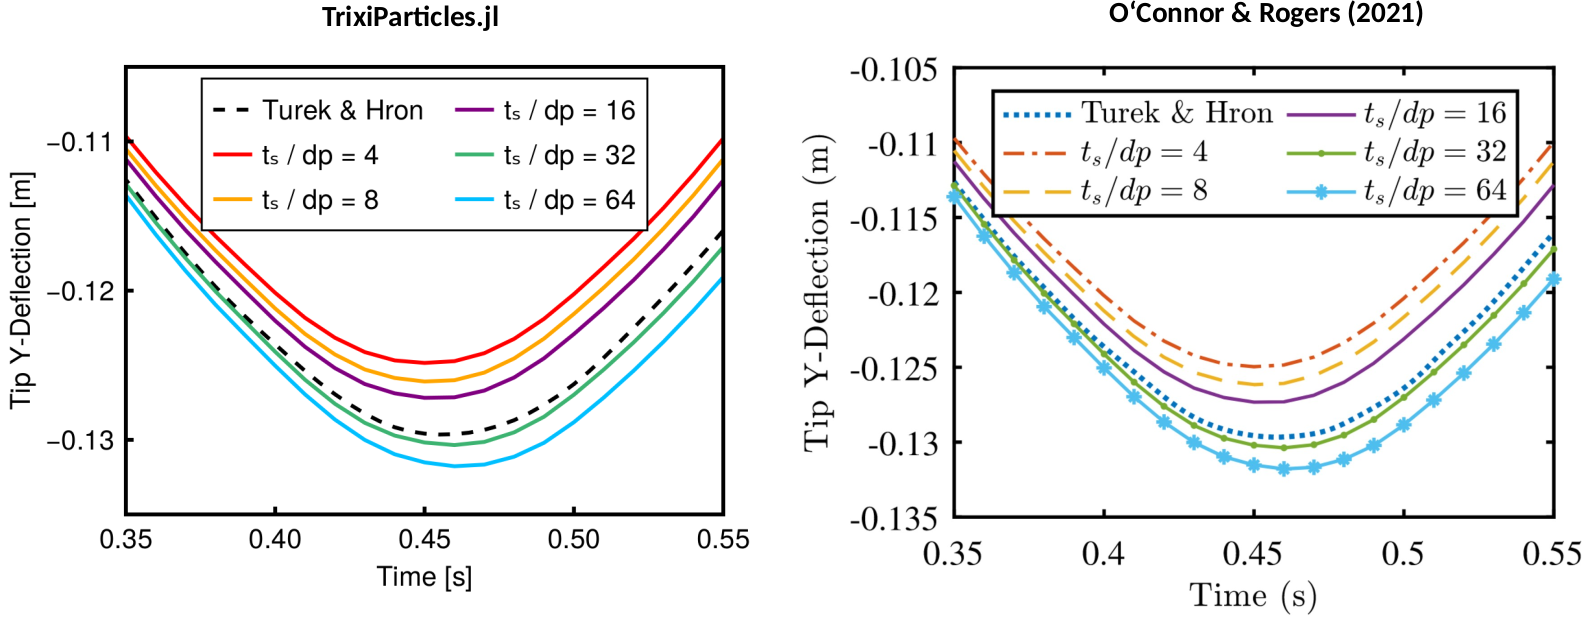 TrixiParticles.jl
−0.11
−0.12
−0.13
Tip Y-Deflection [m]
Turek & Hron
tₛ / dp = 4
tₛ / dp = 8
tₛ / dp = 16
tₛ / dp = 32
tₛ / dp = 64
0.35 0.40 0.45 0.50 0.55
Time [s]
O‘Connor & Rogers (2021)
-0.105
-0.11
-0.115
-0.12
-0.125
-0.13
-0.135
Tip Y-Deflection (m)
Turek & Hron
tₛ/dp = 4
tₛ/dp = 8
tₛ/dp = 16
tₛ/dp = 32
tₛ/dp = 64
0.35 0.4 0.45 0.5 0.55
Time (s)